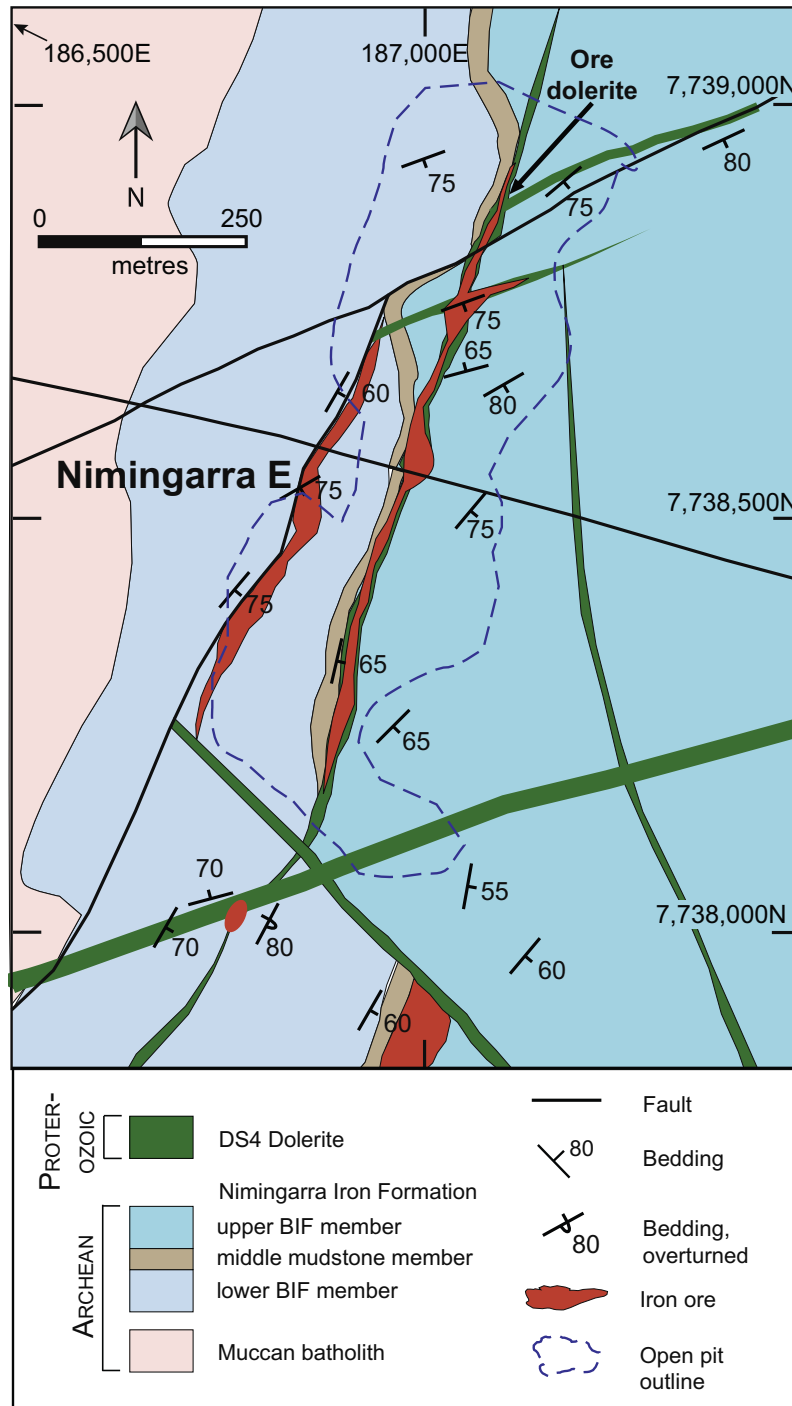 186,500E
187,000E
Ore
dolerite
7,739,000N
80
75
75
N
0
250
metres
75
65
60
80
Nimingarra E
75
7,738,500N
75
75
65
65
70
55
7,738,000N
70
80
60
60
PROTER-
OZOIC
DS4 Dolerite
Nimingarra Iron Formation
ARCHEAN
upper BIF member
middle mudstone member
lower BIF member
Muccan batholith
Fault
80
Bedding
80
Bedding,
overturned
Iron ore
Open pit
outline